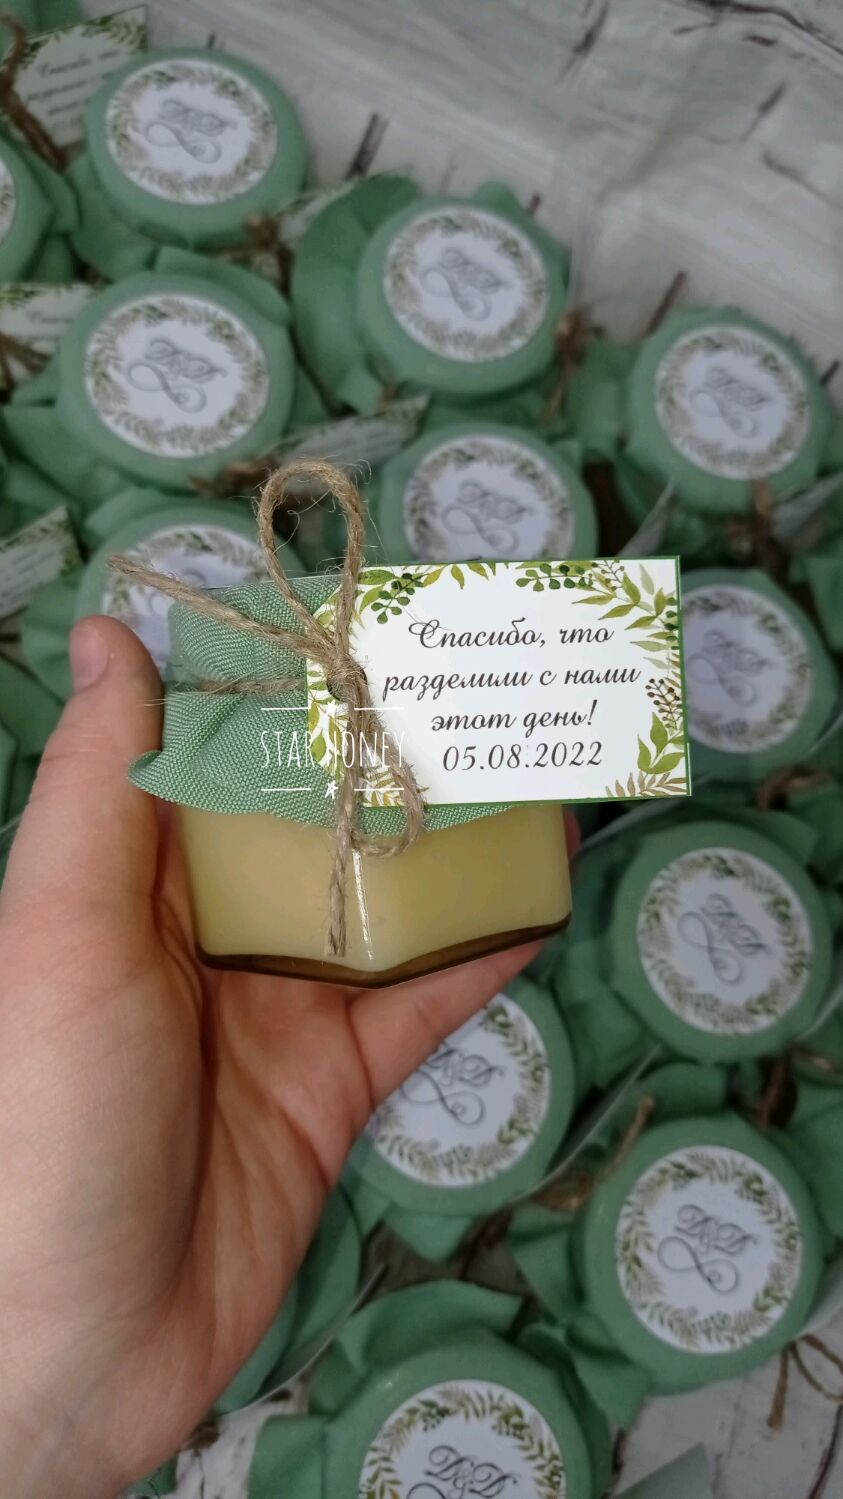 Спасибо, что
разделили с нами
этот день!
05.08.2022
STAR HONEY
D&D
D&D
D&D
D&D
D&D
D&D
D&D
D&D
D&D